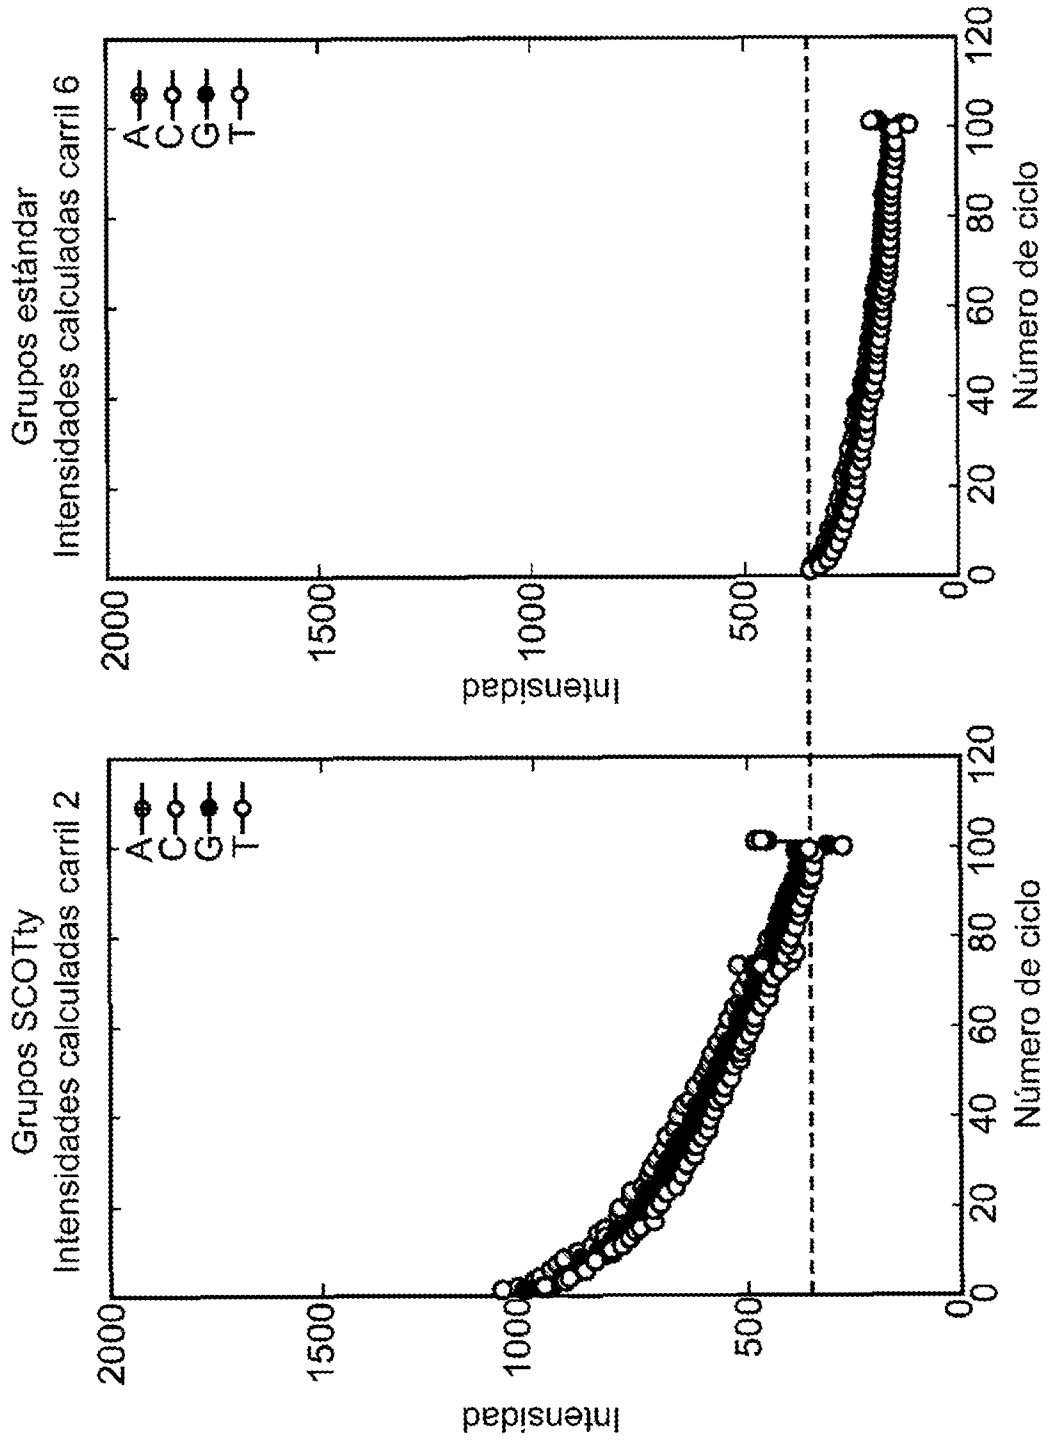 Grupos SCOTty
Intensidades calculadas carril 2
2000
1500
1000
500
0
Intensidad
A
C
G
T
0 20 40 60 80 100 120
Número de ciclo
Grupos estándar
Intensidades calculadas carril 6
2000
1500
1000
500
0
Intensidad
A
C
G
T
0 20 40 60 80 100 120
Número de ciclo